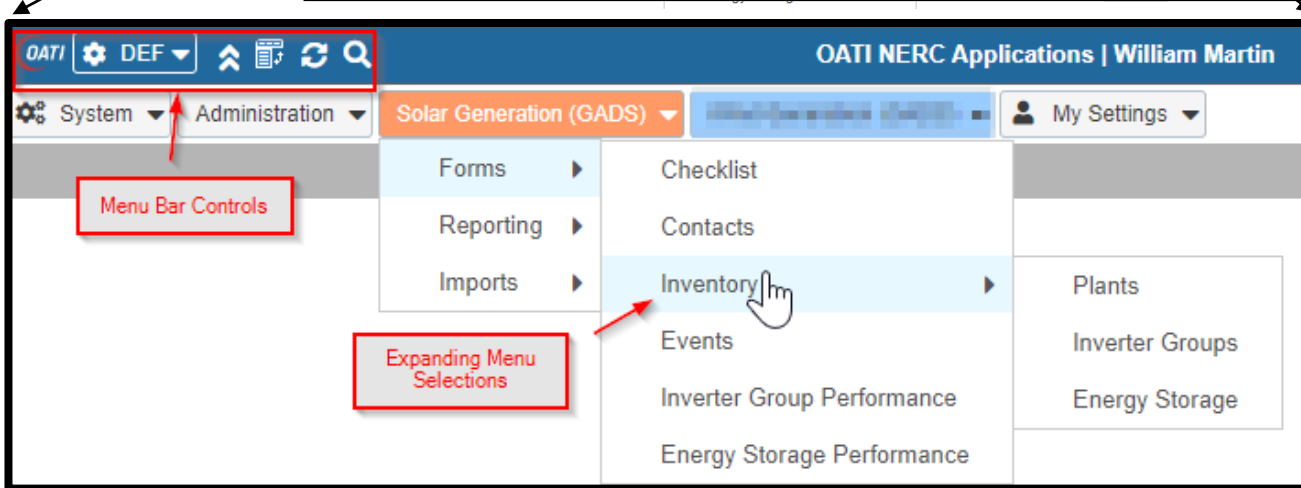 OATI DEF OATI NERC Applications | William Martin
System Administration Solar Generation (GADS) My Settings
Forms Checklist
Menu Bar Controls
Reporting Contacts
Imports Inventory Plants
Expanding Menu
Selections
Events Inverter Groups
Inverter Group Performance Energy Storage
Energy Storage Performance